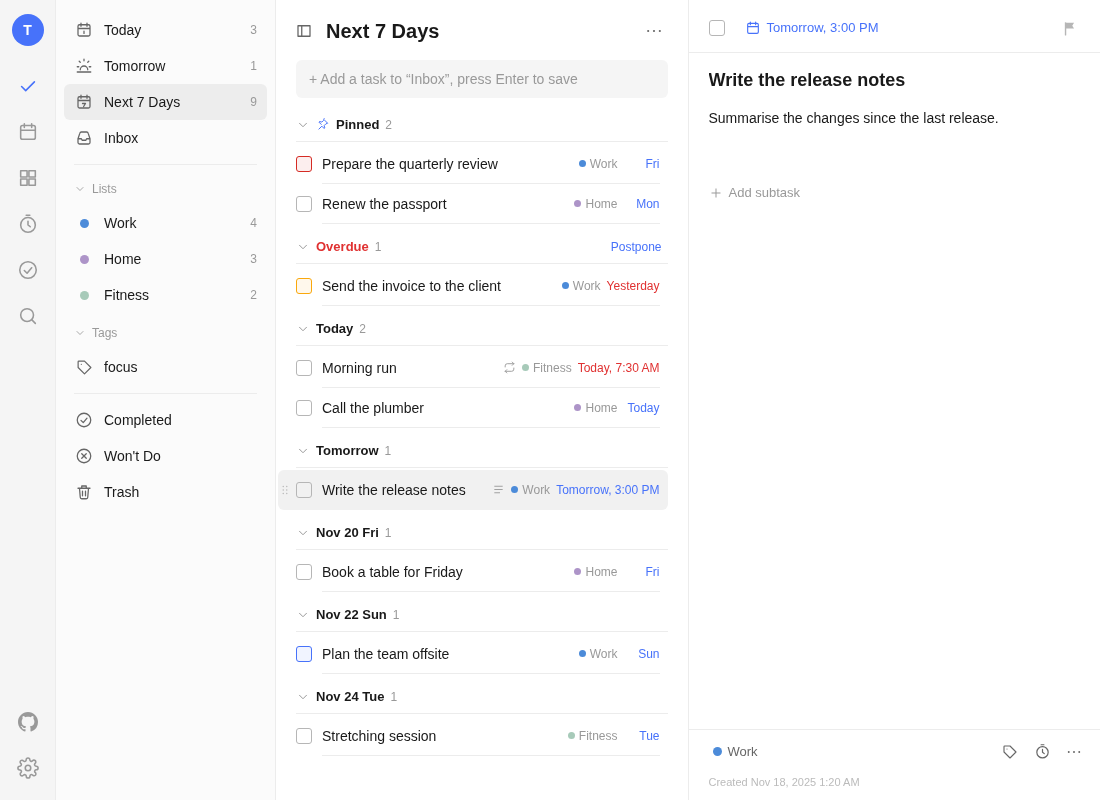 T
Today 3
Tomorrow 1
7 Next 7 Days 9
Inbox
Lists
Work 4
Home 3
Fitness 2
Tags
focus
Completed
Won't Do
Trash
Next 7 Days
+ Add a task to “Inbox”, press Enter to save
Pinned 2
Prepare the quarterly review Work Fri
Renew the passport Home Mon
Overdue 1 Postpone
Send the invoice to the client Work Yesterday
Today 2
Morning run Fitness Today, 7:30 AM
Call the plumber Home Today
Tomorrow 1
Write the release notes Work Tomorrow, 3:00 PM
Nov 20 Fri 1
Book a table for Friday Home Fri
Nov 22 Sun 1
Plan the team offsite Work Sun
Nov 24 Tue 1
Stretching session Fitness Tue
Tomorrow, 3:00 PM
Write the release notes
Summarise the changes since the last release.
Add subtask
Work
Created Nov 18, 2025 1:20 AM